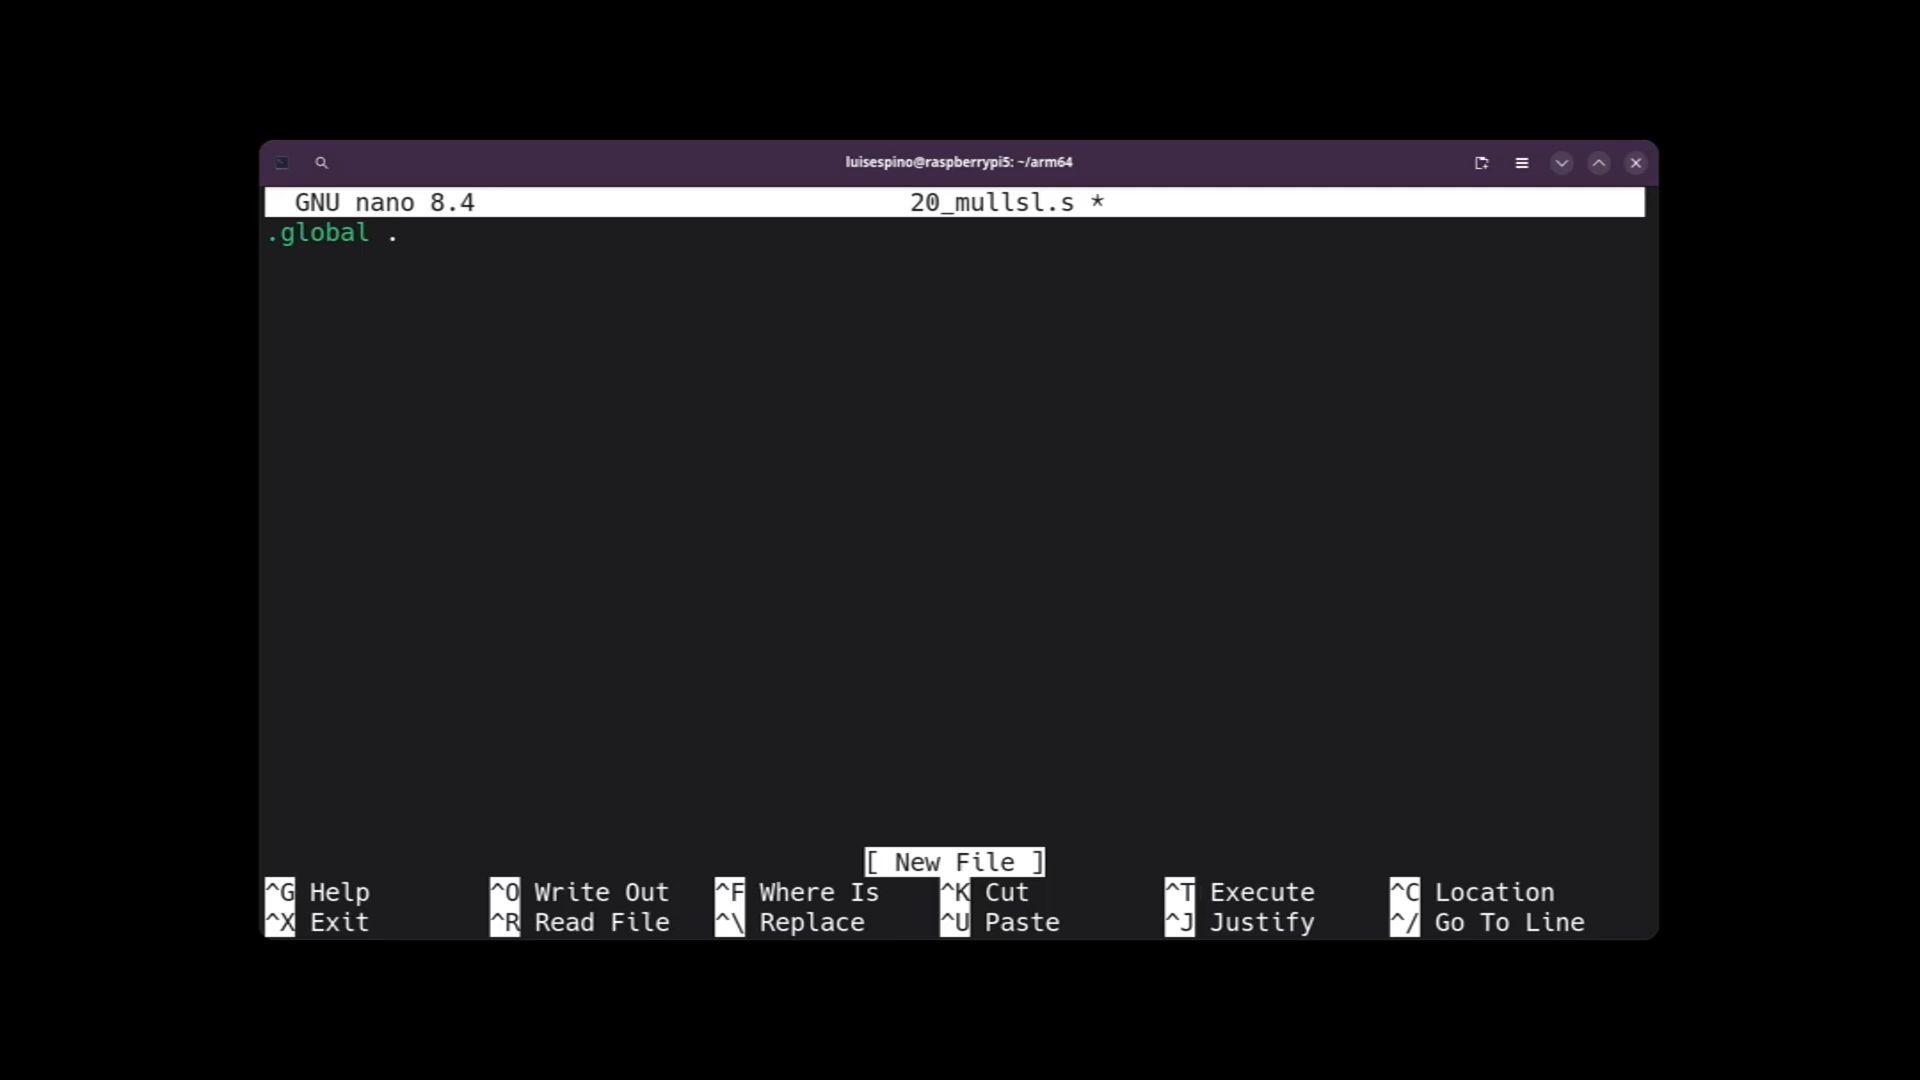 luisespino@raspberrypi5: ~/arm64
GNU nano 8.4 20_mullsl.s *
.global .
[ New File ]
^G Help ^O Write Out ^F Where Is ^K Cut ^T Execute ^C Location
^X Exit ^R Read File ^\ Replace ^U Paste ^J Justify ^/ Go To Line